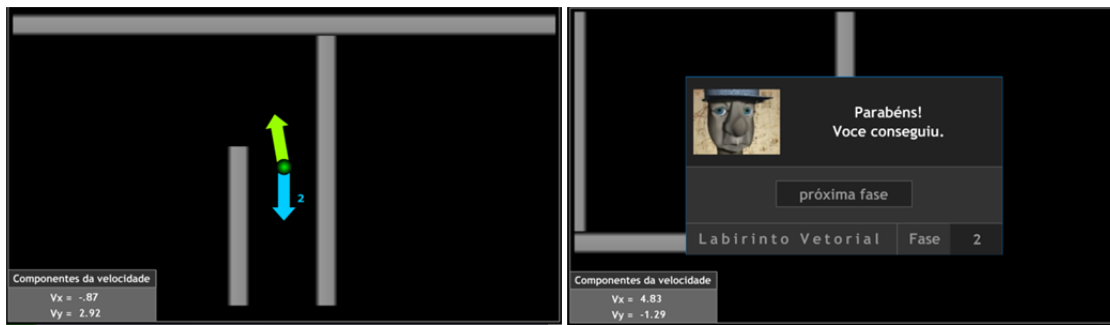 2
Componentes da velocidade
Vx = -.87
Vy = 2.92
Parabéns!
Voce conseguiu.
próxima fase
Labirinto Vetorial Fase 2
Componentes da velocidade
Vx = 4.83
Vy = -1.29